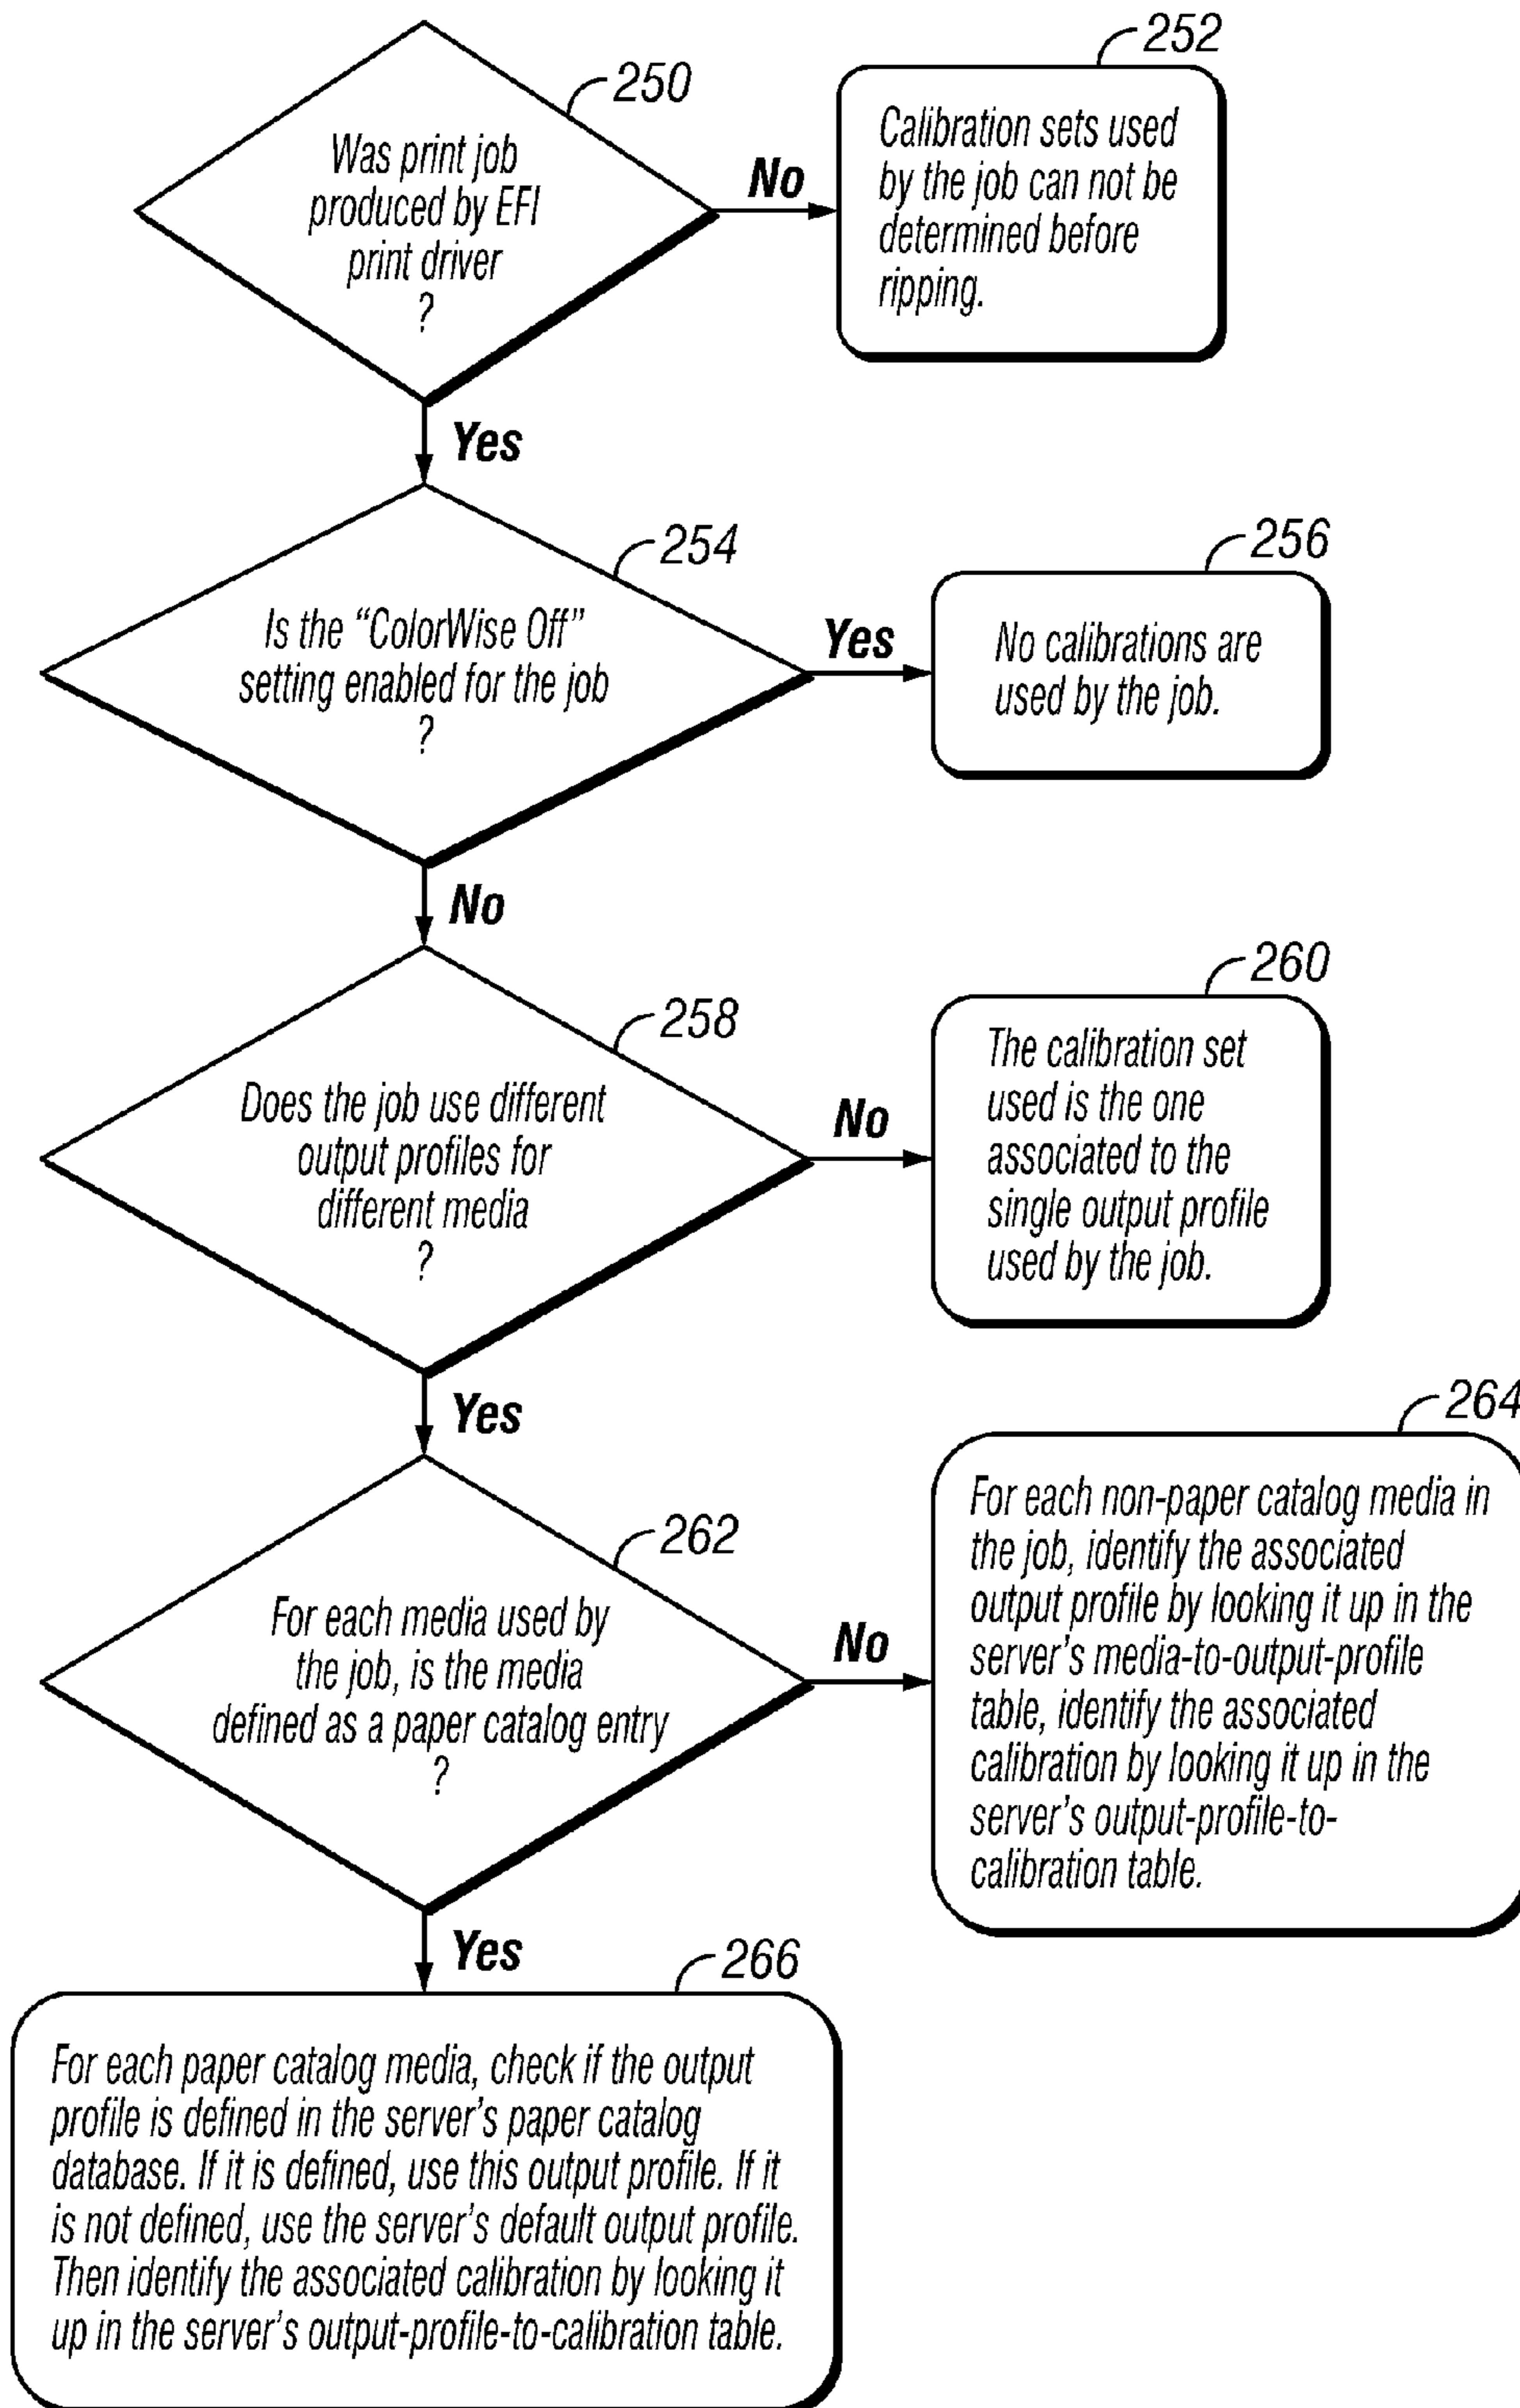 250
Was print job
produced by EFI
print driver
?
No
252
Calibration sets used
by the job can not be
determined before
ripping.
Yes
254
Is the “ColorWise Off”
setting enabled for the job
?
Yes
256
No calibrations are
used by the job.
No
258
Does the job use different
output profiles for
different media
?
No
260
The calibration set
used is the one
associated to the
single output profile
used by the job.
Yes
262
For each media used by
the job, is the media
defined as a paper catalog entry
?
No
264
For each non-paper catalog media in
the job, identify the associated
output profile by looking it up in the
server’s media-to-output-profile
table, identify the associated
calibration by looking it up in the
server’s output-profile-to-
calibration table.
Yes
266
For each paper catalog media, check if the output
profile is defined in the server’s paper catalog
database. If it is defined, use this output profile. If it
is not defined, use the server’s default output profile.
Then identify the associated calibration by looking it
up in the server’s output-profile-to-calibration table.